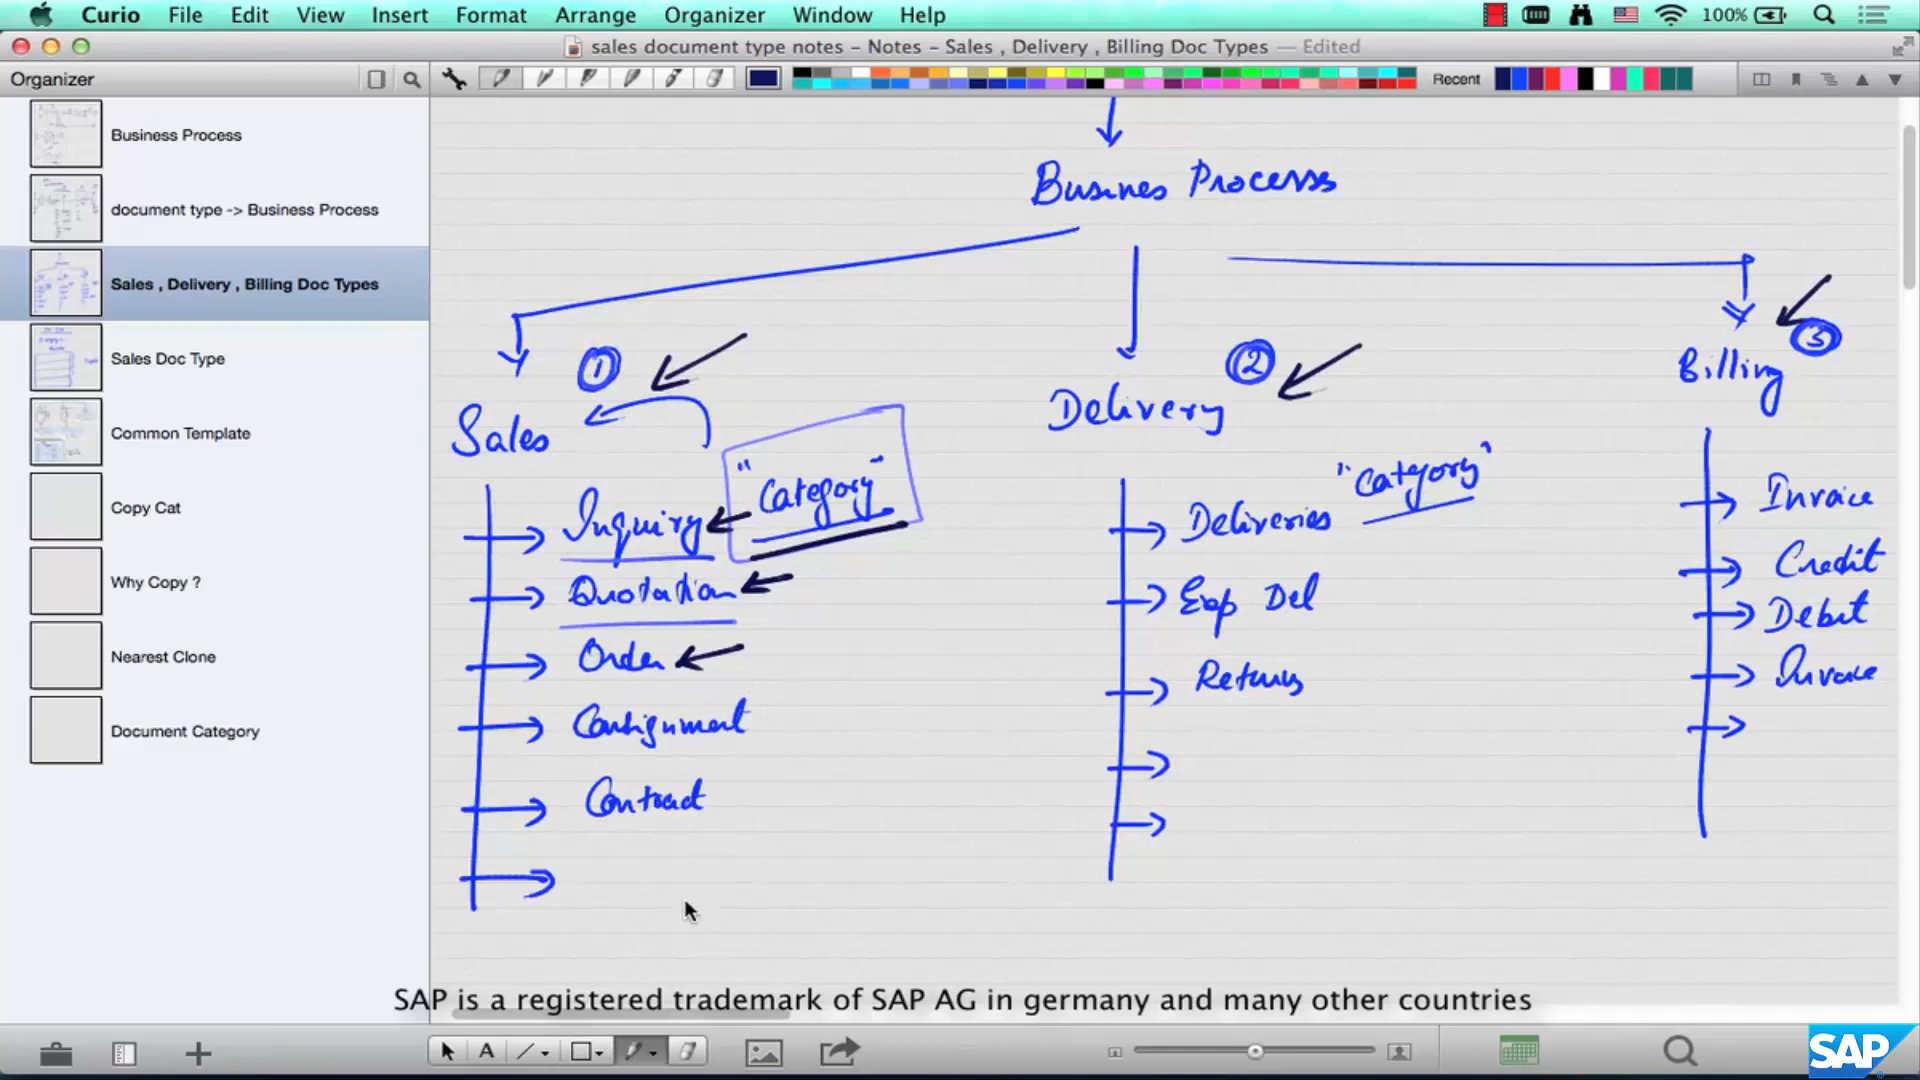 Curio File Edit View Insert Format Arrange Organizer Window Help 100%
sales document type notes – Notes – Sales , Delivery , Billing Doc Types — Edited
Organizer
Recent
Business Process
document type -> Business Process
Sales , Delivery , Billing Doc Types
Sales Doc Type
Common Template
Copy Cat
Why Copy ?
Nearest Clone
Document Category
Busines Process
1
Sales
"Category"
Inquiry
Quotation
Order
Consignment
Contract
2
Delivery
"Category"
Deliveries
Exp Del
Returns
3
Billing
Invoice
Credit
Debit
Invoice
SAP is a registered trademark of SAP AG in germany and many other countries
A
SAP